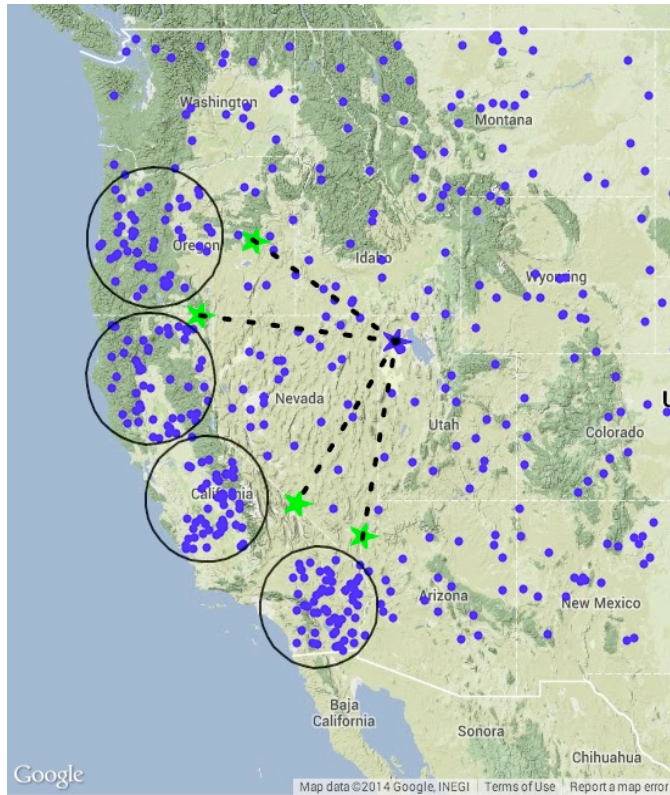 Washington
Montana
Oregon
Idaho
Wyoming
Nevada
Utah
U
Colorado
California
Arizona
New Mexico
Baja
California
Sonora
Chihuahua
Google
Map data ©2014 Google, INEGI
Terms of Use
Report a map error